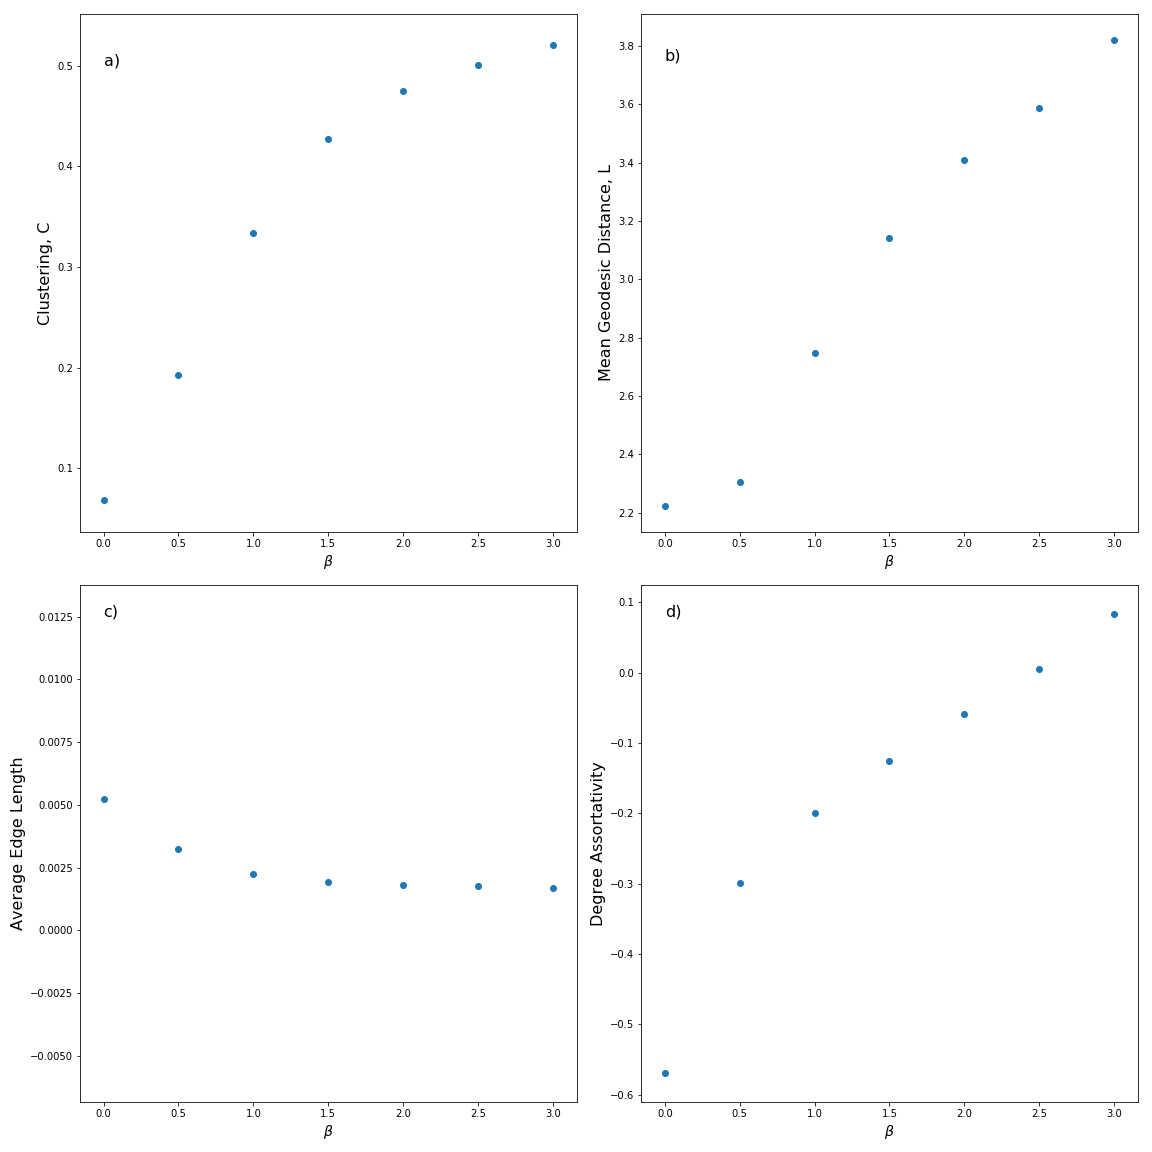 a)
Clustering, C
0.5
0.4
0.3
0.2
0.1
0.0 0.5 1.0 1.5 2.0 2.5 3.0
β
b)
Mean Geodesic Distance, L
3.8
3.6
3.4
3.2
3.0
2.8
2.6
2.4
2.2
0.0 0.5 1.0 1.5 2.0 2.5 3.0
β
c)
Average Edge Length
0.0125
0.0100
0.0075
0.0050
0.0025
0.0000
−0.0025
−0.0050
0.0 0.5 1.0 1.5 2.0 2.5 3.0
β
d)
Degree Assortativity
0.1
0.0
−0.1
−0.2
−0.3
−0.4
−0.5
−0.6
0.0 0.5 1.0 1.5 2.0 2.5 3.0
β